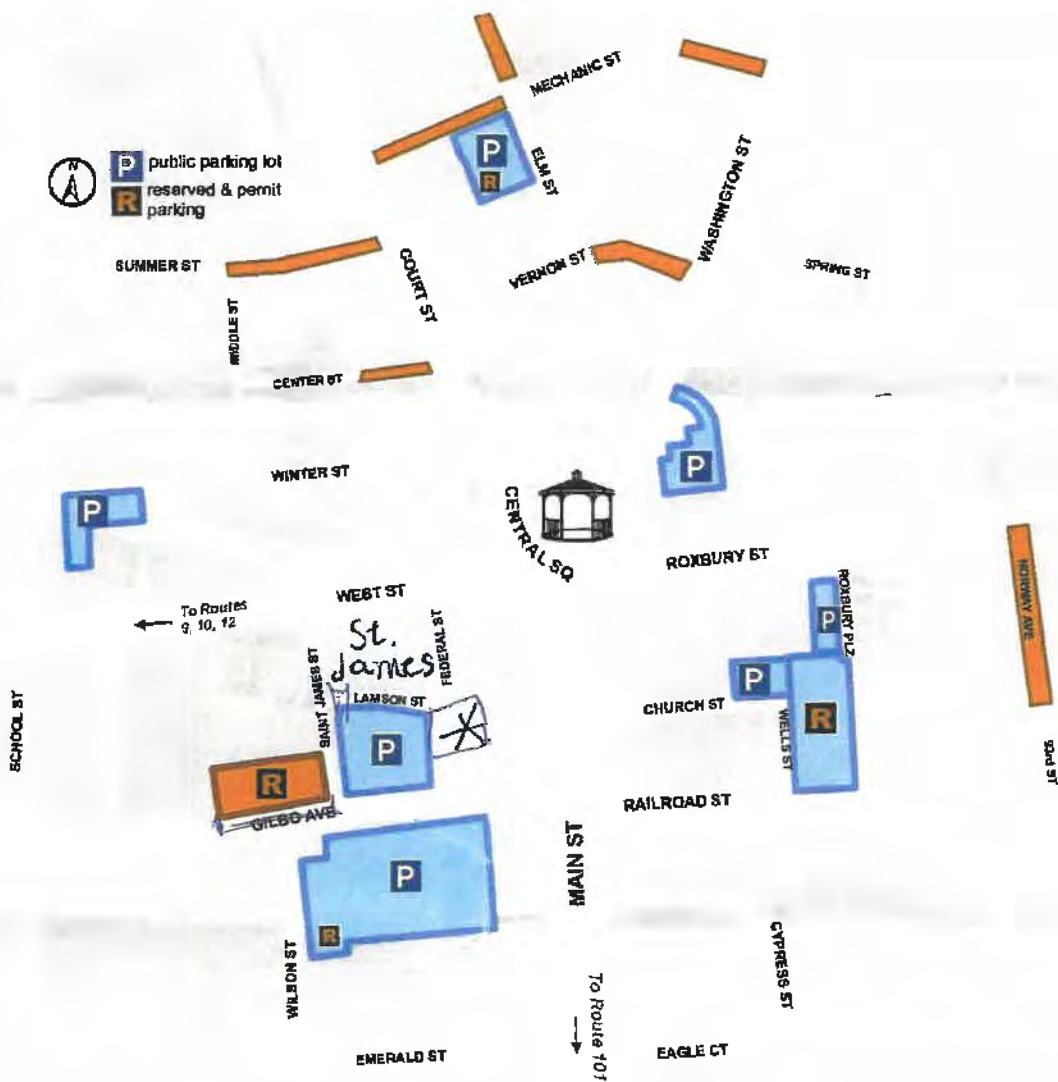 MECHANIC ST
N
P public parking lot
R reserved & permit
parking
P
R
ELM ST
WASHINGTON ST
SUMMER ST
COURT ST
VERNON ST
SPRING ST
MIDDLE ST
CENTER ST
WINTER ST
P
P
CENTRAL SQ
ROXBURY ST
NORWAY AVE
ROXBURY PLZ
P
WEST ST
To Routes
9, 10, 12
St.
James
FEDERAL ST
SAINT JAMES ST
LAMSON ST
P
CHURCH ST
P
WELLS ST
R
SCHOOL ST
R
GILBO AVE
RAILROAD ST
93rd ST
P
MAIN ST
R
WILSON ST
CYPRESS ST
To Route 101
EMERALD ST
EAGLE CT